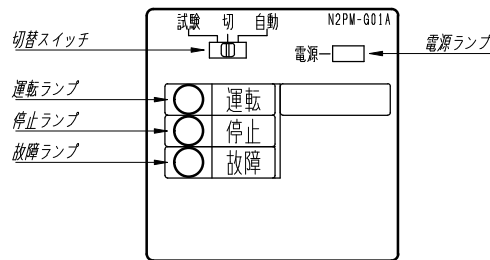 試験 切 自動 N2PM-G01A
切替スイッチ
電源
電源ランプ
運転ランプ
運転
停止ランプ
停止
故障ランプ
故障